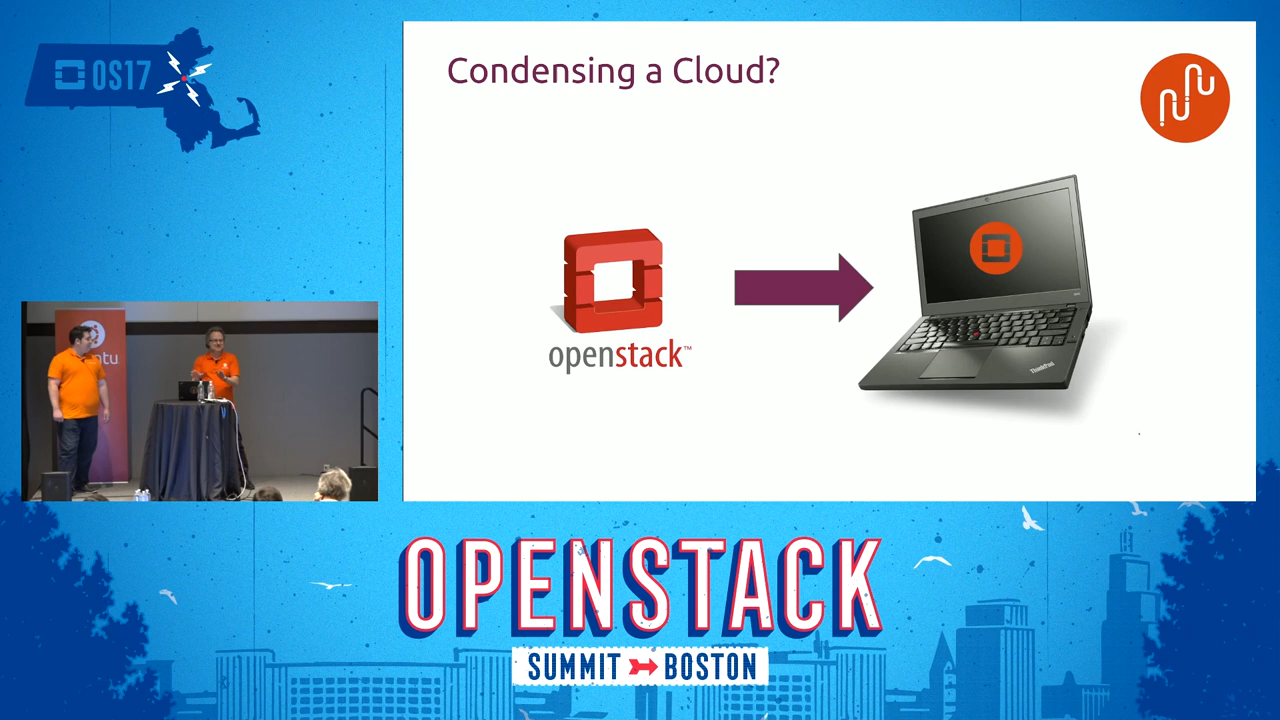 OS17
Condensing a Cloud?
openstack™
ThinkPad
OPENSTACK
SUMMIT BOSTON